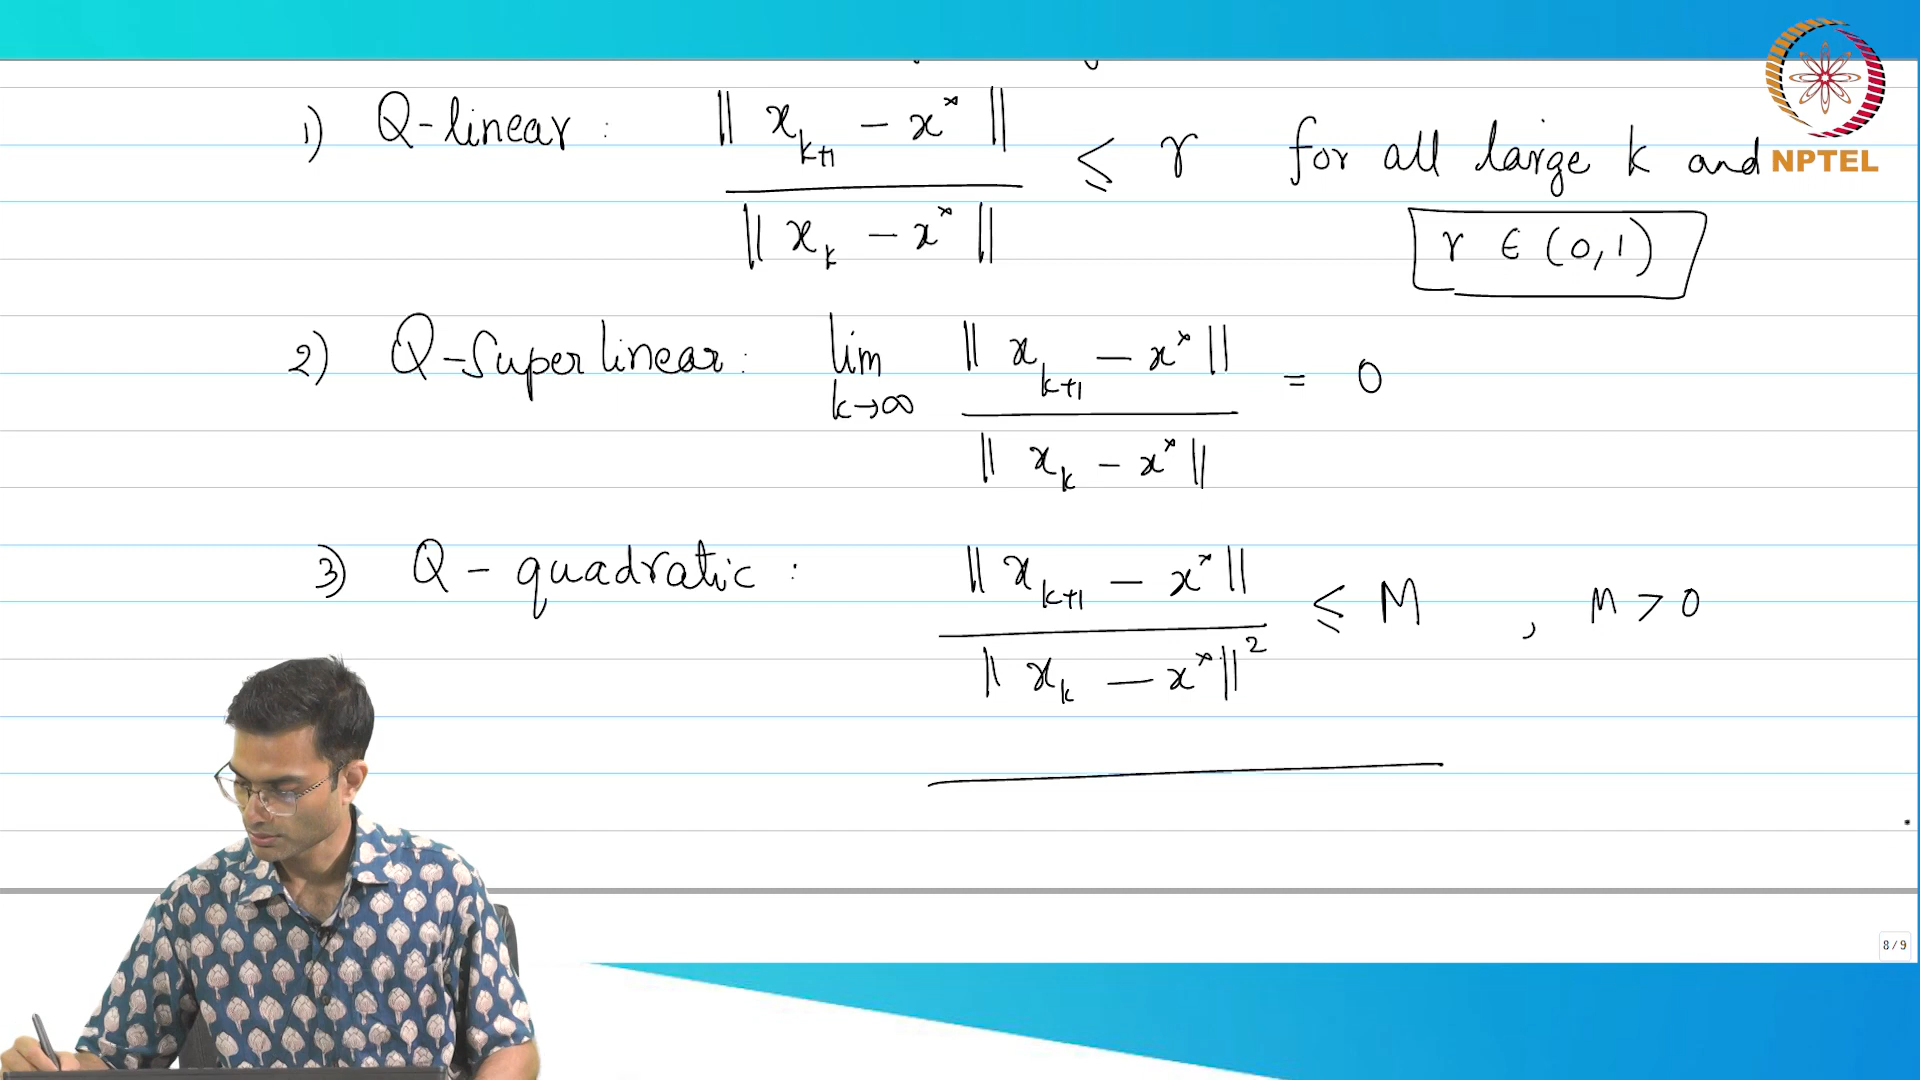 1) Q-linear : ‖ x_{k+1} - x* ‖ / ‖ x_k - x* ‖ ≤ r for all large k and
r ∈ (0,1)
2) Q-Superlinear : lim_{k→∞} ‖ x_{k+1} - x* ‖ / ‖ x_k - x* ‖ = 0
3) Q-quadratic : ‖ x_{k+1} - x* ‖ / ‖ x_k - x* ‖² ≤ M , M > 0
NPTEL
8 / 9